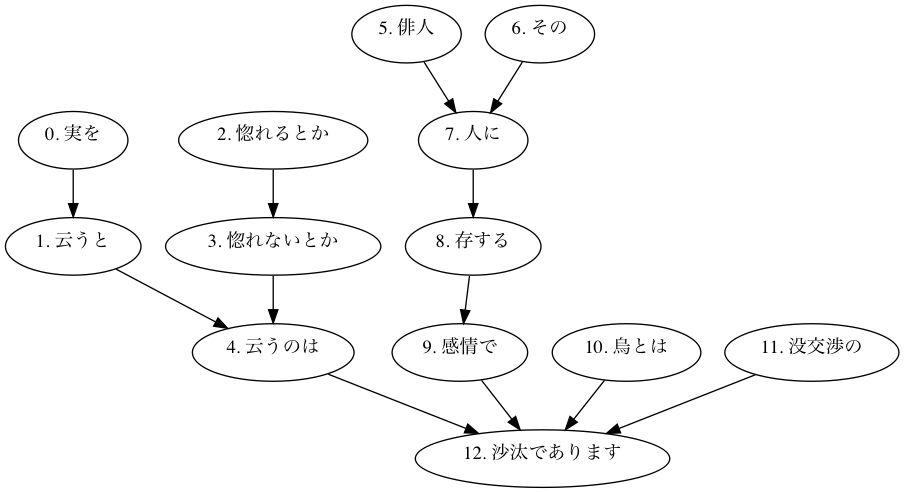 5. 俳人
6. その
0. 実を
2. 惚れるとか
7. 人に
1. 云うと
3. 惚れないとか
8. 存する
4. 云うのは
9. 感情で
10. 烏とは
11. 没交渉の
12. 沙汰であります